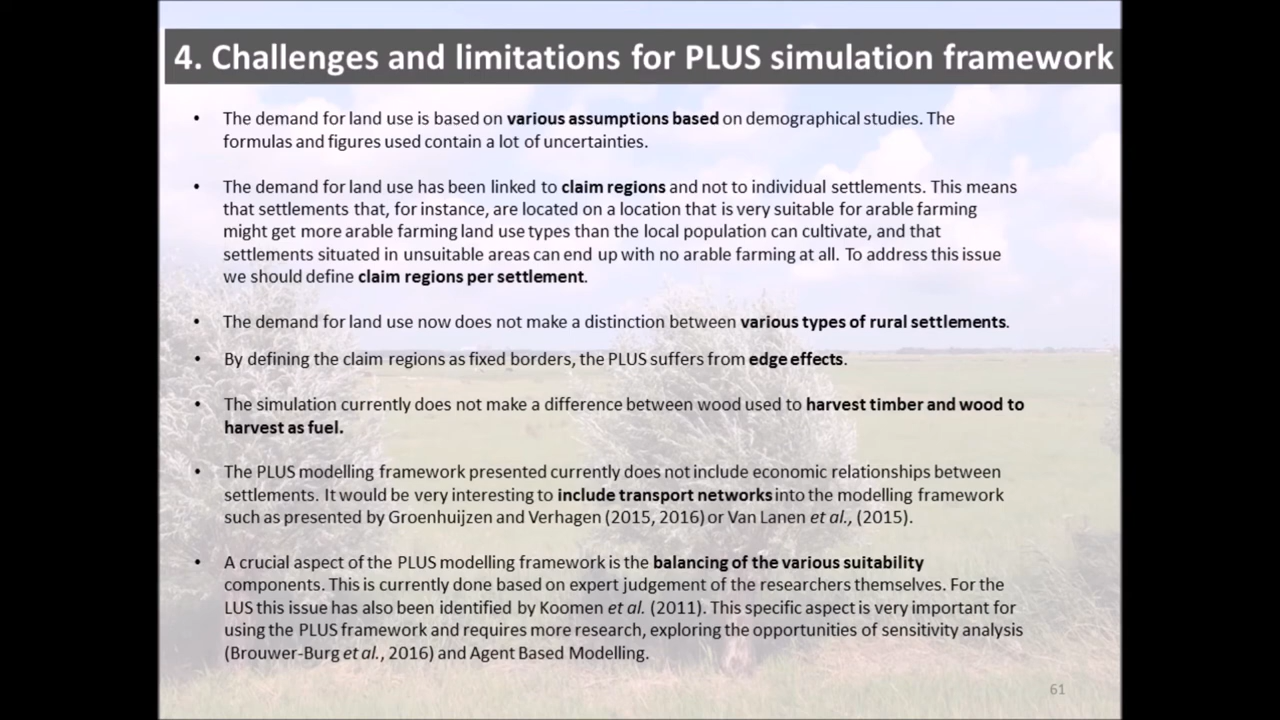 4. Challenges and limitations for PLUS simulation framework
• The demand for land use is based on various assumptions based on demographical studies. The
formulas and figures used contain a lot of uncertainties.
• The demand for land use has been linked to claim regions and not to individual settlements. This means
that settlements that, for instance, are located on a location that is very suitable for arable farming
might get more arable farming land use types than the local population can cultivate, and that
settlements situated in unsuitable areas can end up with no arable farming at all. To address this issue
we should define claim regions per settlement.
• The demand for land use now does not make a distinction between various types of rural settlements.
• By defining the claim regions as fixed borders, the PLUS suffers from edge effects.
• The simulation currently does not make a difference between wood used to harvest timber and wood to
harvest as fuel.
• The PLUS modelling framework presented currently does not include economic relationships between
settlements. It would be very interesting to include transport networks into the modelling framework
such as presented by Groenhuijzen and Verhagen (2015, 2016) or Van Lanen et al., (2015).
• A crucial aspect of the PLUS modelling framework is the balancing of the various suitability
components. This is currently done based on expert judgement of the researchers themselves. For the
LUS this issue has also been identified by Koomen et al. (2011). This specific aspect is very important for
using the PLUS framework and requires more research, exploring the opportunities of sensitivity analysis
(Brouwer-Burg et al., 2016) and Agent Based Modelling.
61